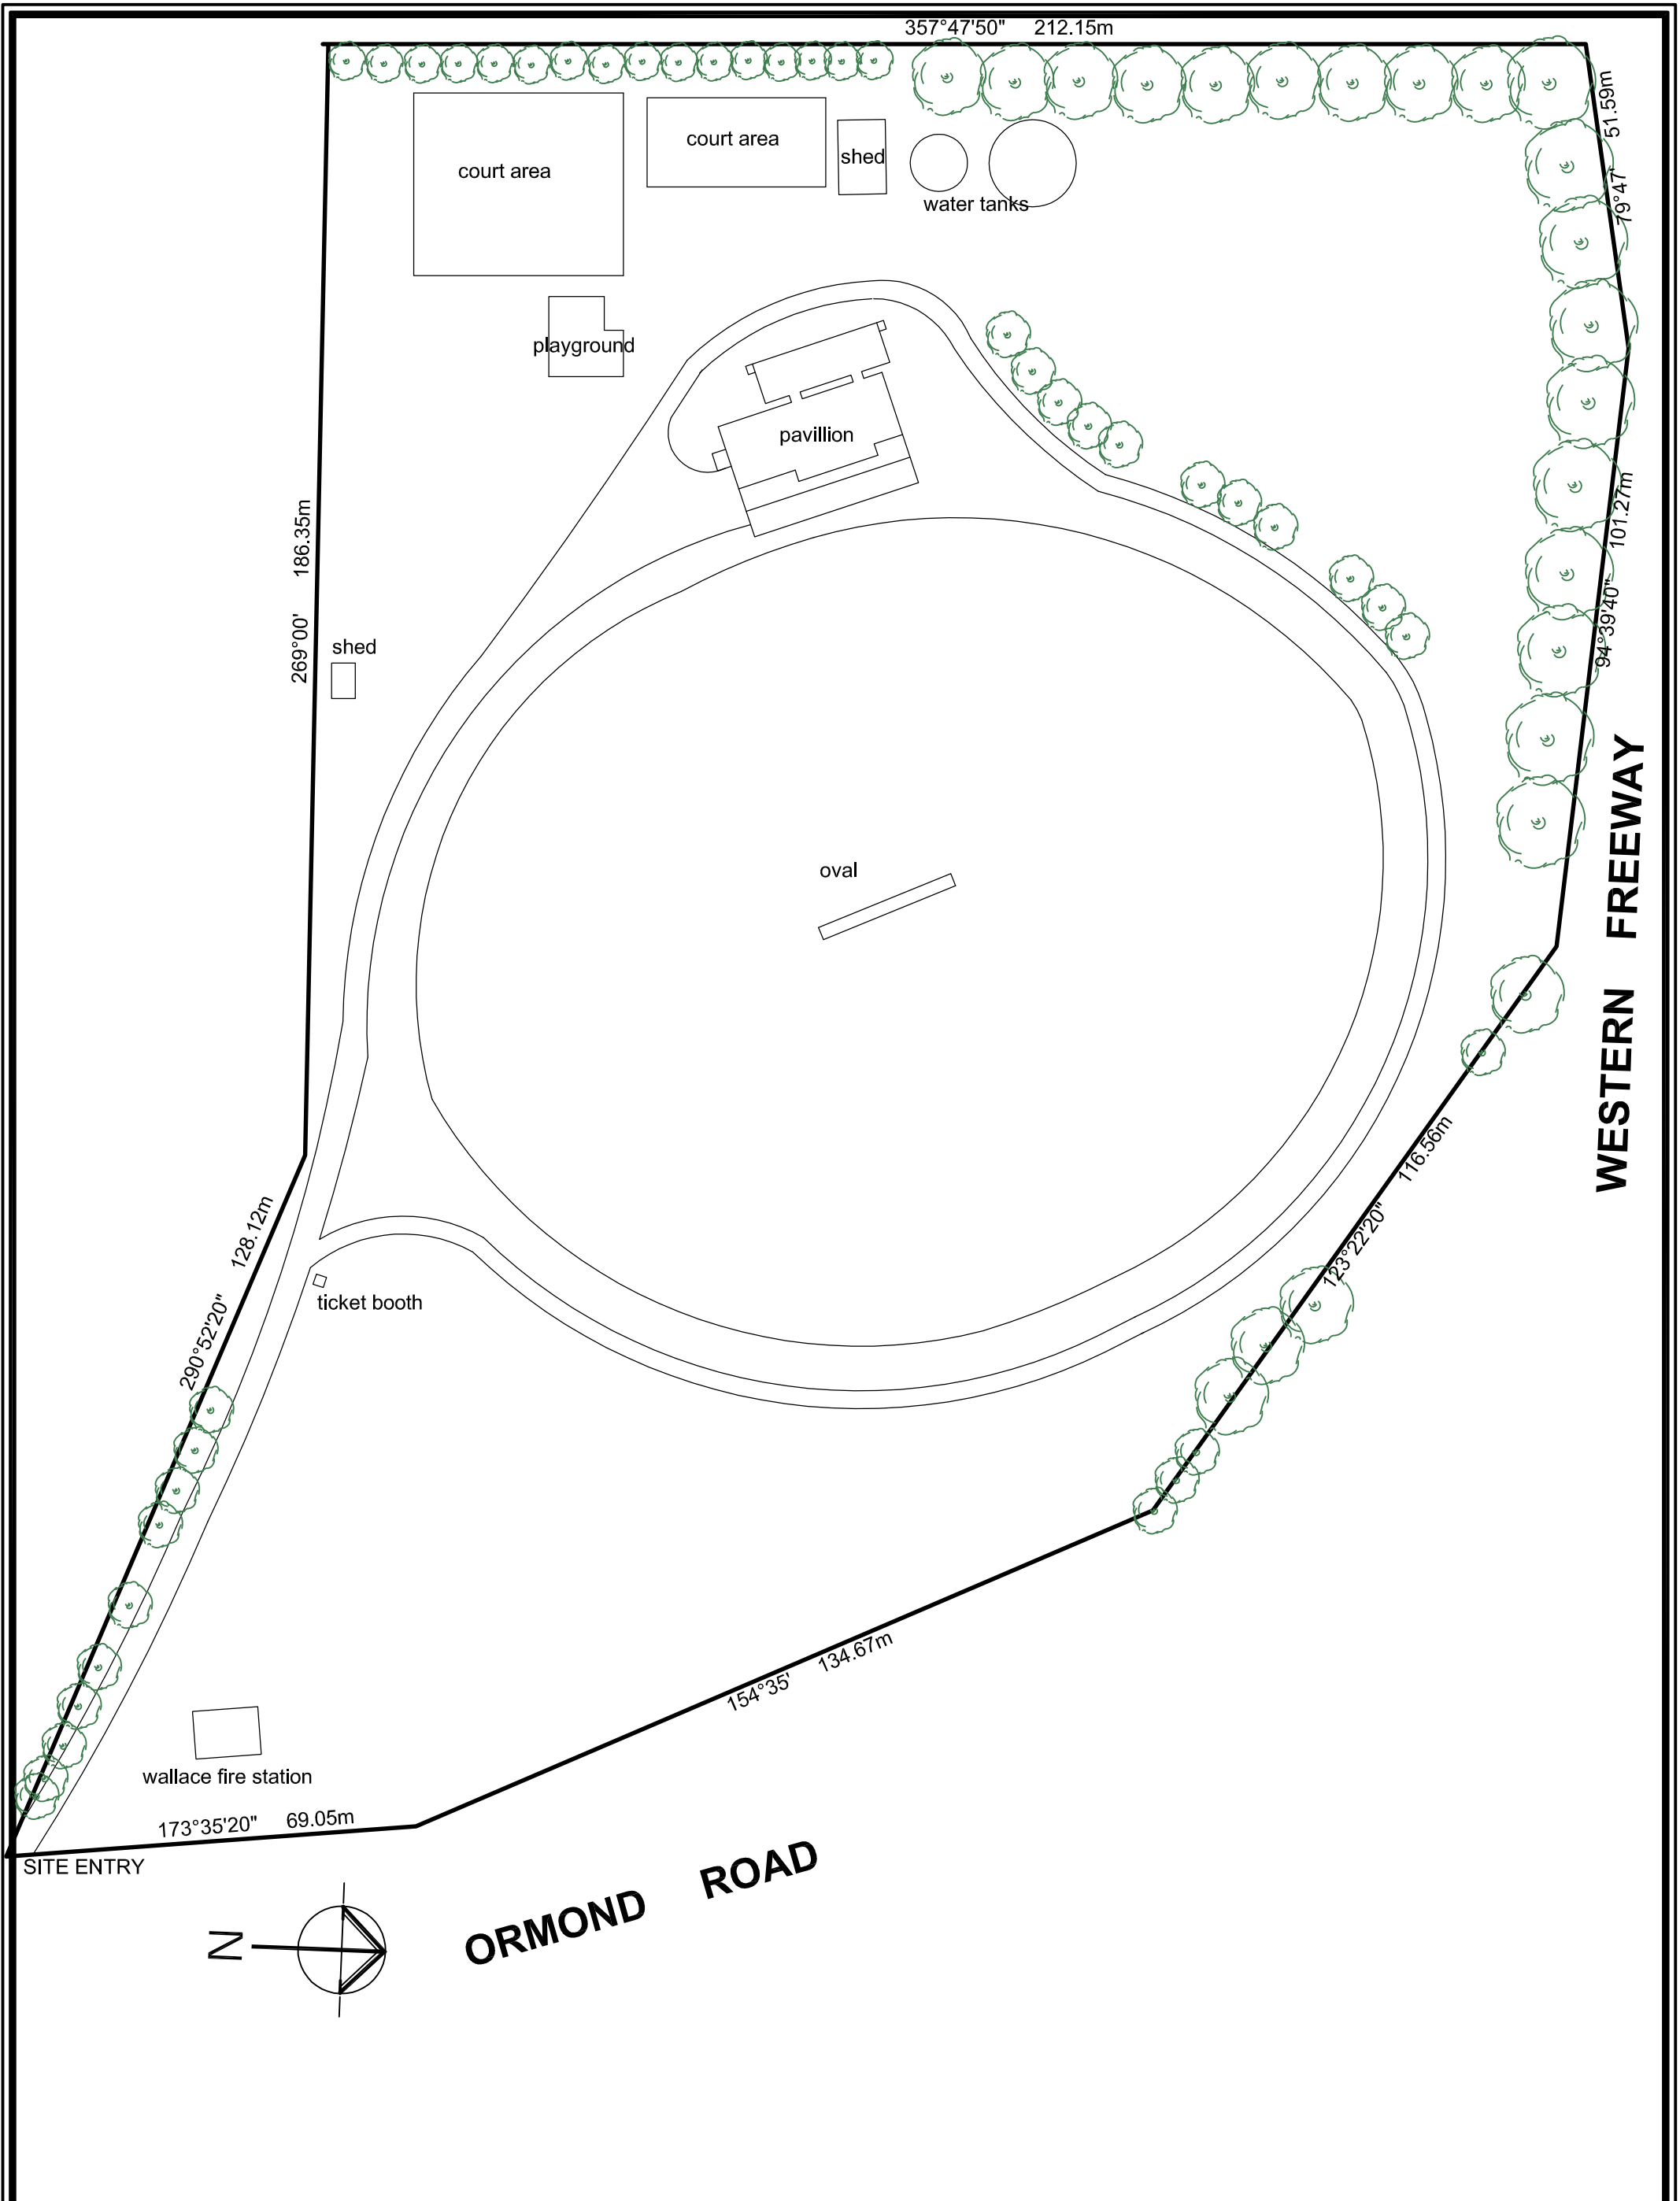 357°47'50" 212.15m
51.59m
79°47'
court area
court area
shed
water tanks
playground
pavillion
186.35m
269°00'
shed
101.27m
94°39'40"
WESTERN FREEWAY
oval
116.56m
123°22'20"
128.12m
290°52'20"
ticket booth
154°35' 134.67m
wallace fire station
173°35'20" 69.05m
SITE ENTRY
N
ORMOND ROAD